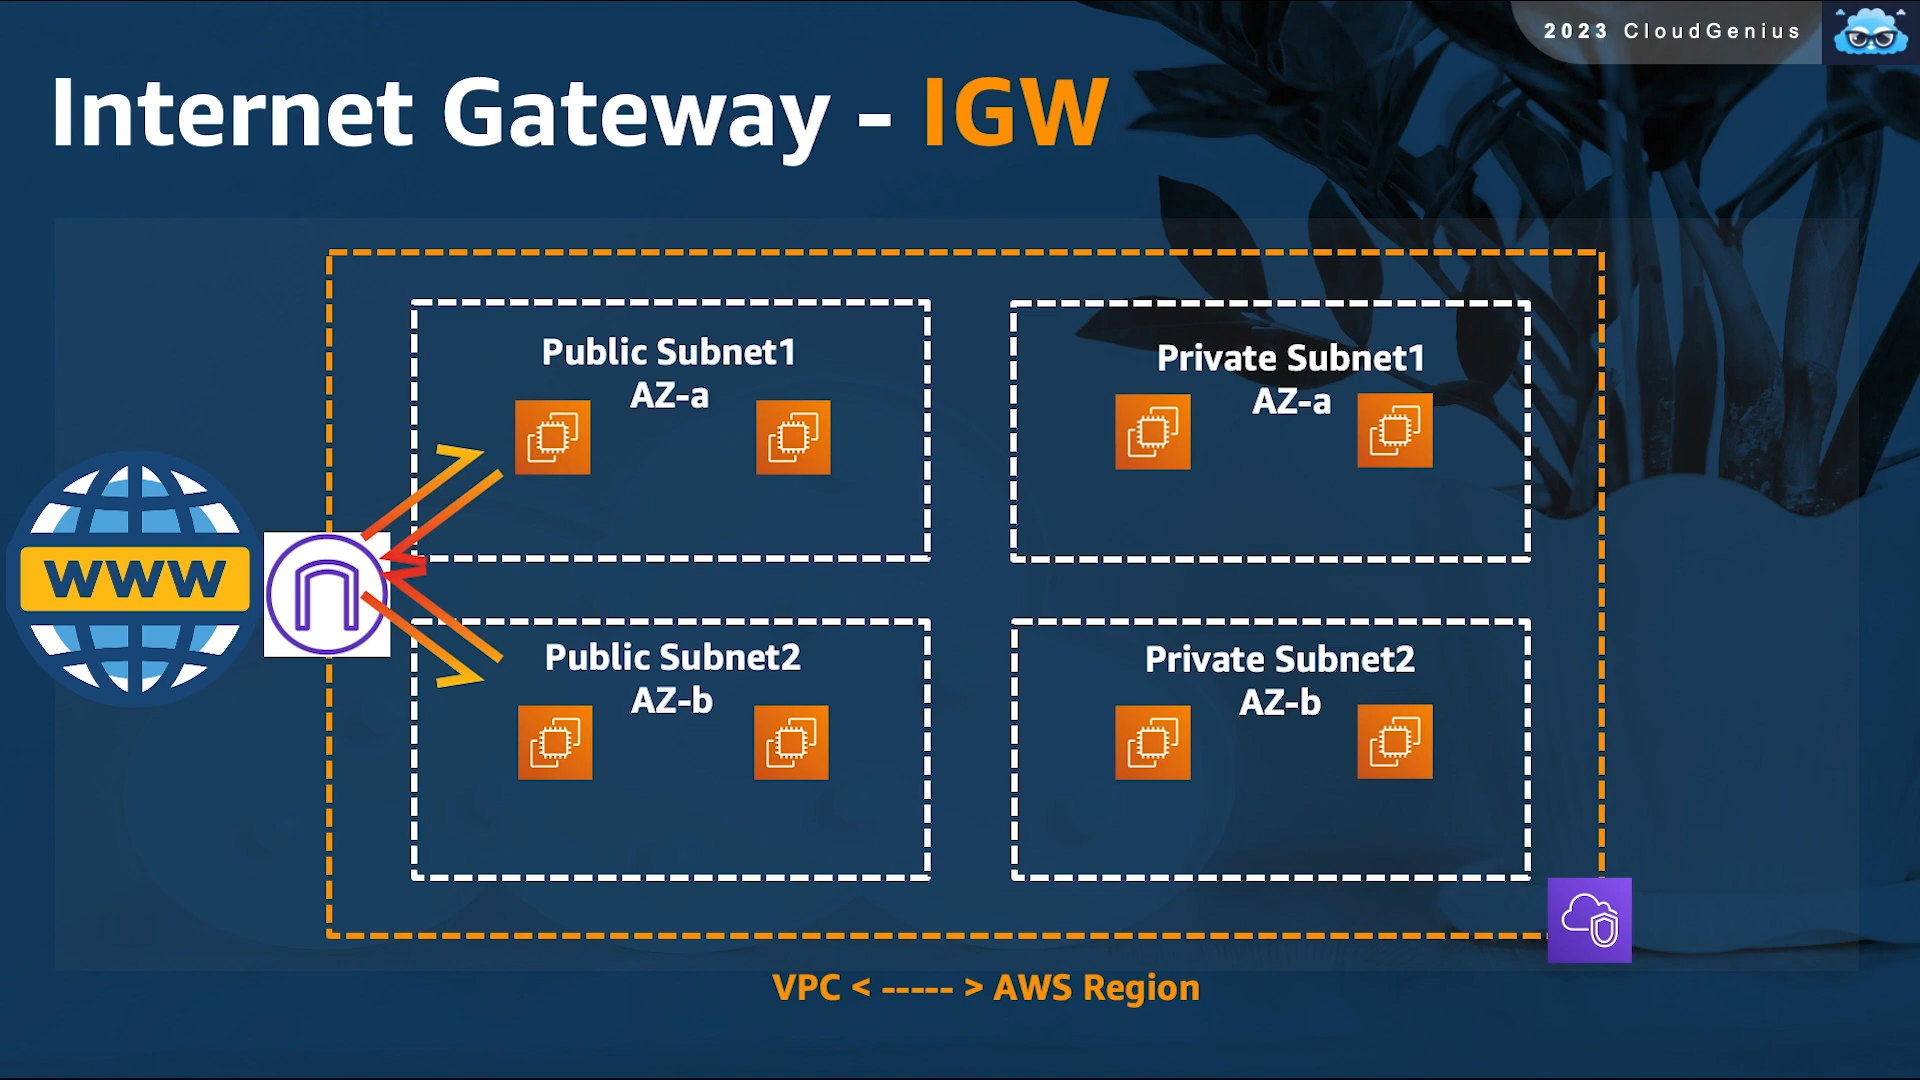 2023 CloudGenius
Internet Gateway - IGW
Public Subnet1
AZ-a
Private Subnet1
AZ-a
WWW
Public Subnet2
AZ-b
Private Subnet2
AZ-b
VPC < ----- > AWS Region